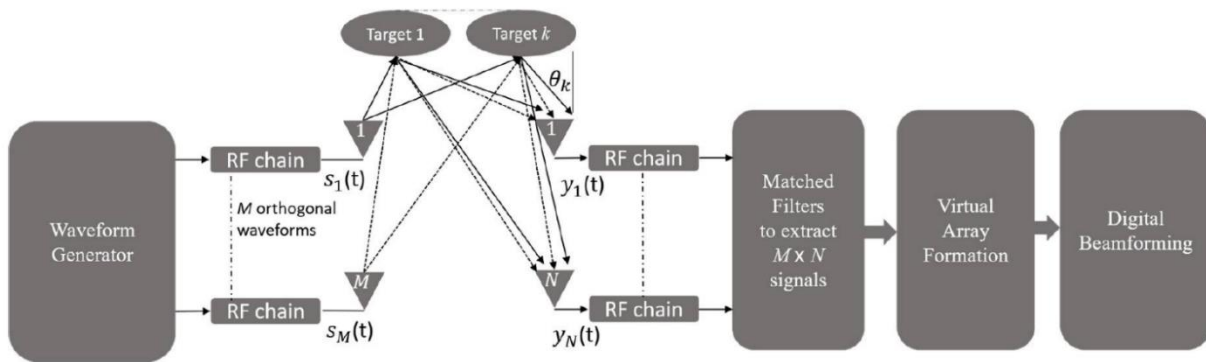 Target 1
Target k
θk
1
1
RF chain
RF chain
s1(t)
y1(t)
M orthogonal
waveforms
Waveform
Generator
Matched
Filters
to extract
M x N
signals
Virtual
Array
Formation
Digital
Beamforming
M
N
RF chain
RF chain
sM(t)
yN(t)